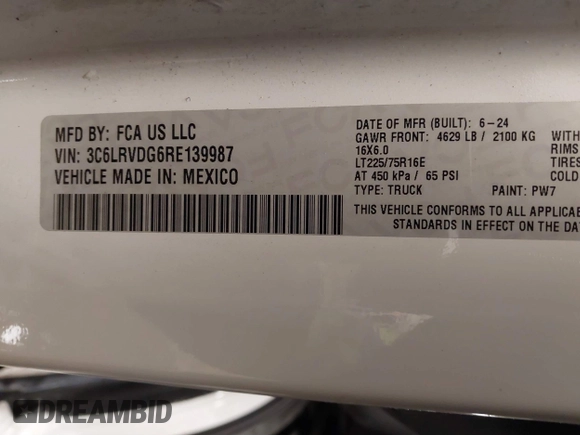 MFD BY: FCA US LLC
VIN: 3C6LRVDG6RE139987
VEHICLE MADE IN: MEXICO
DATE OF MFR (BUILT): 6-24
GAWR FRONT: 4629 LB / 2100 KG
16X6.0
LT225/75R16E
AT 450 kPa / 65 PSI
TYPE: TRUCK PAINT: PW7
THIS VEHICLE CONFORMS TO ALL APPLICAB
STANDARDS IN EFFECT ON THE DA
WITH
RIMS
TIRES
COLD
DREAMBID